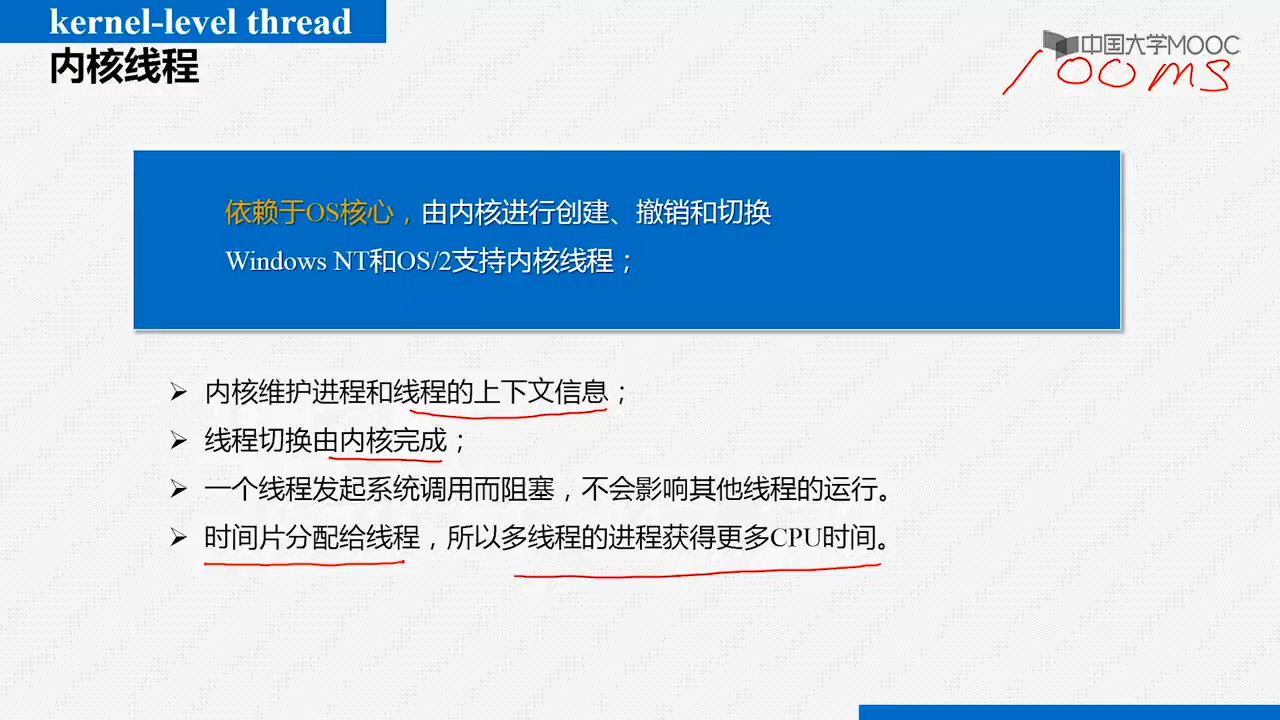 kernel-level thread
内核线程
中国大学MOOC
100ms
依赖于OS核心，由内核进行创建、撤销和切换
Windows NT和OS/2支持内核线程；
内核维护进程和线程的上下文信息；
线程切换由内核完成；
一个线程发起系统调用而阻塞，不会影响其他线程的运行。
时间片分配给线程，所以多线程的进程获得更多CPU时间。